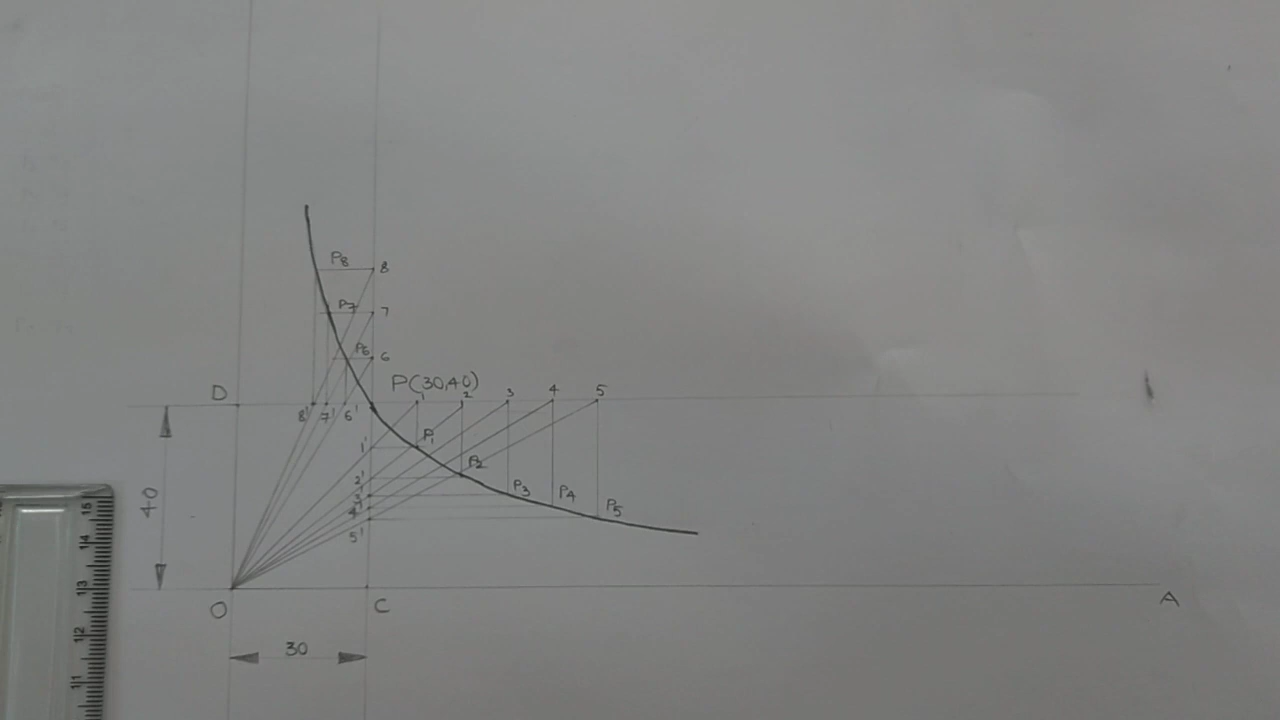 P8 8
P7 7
P6 6
D P(30,40) 1 2 3 4 5
8' 7' 6'
1' P1
2' P2
3' P3 P4
4' P5
5'
40
O C A
30
15
14
13
12
11